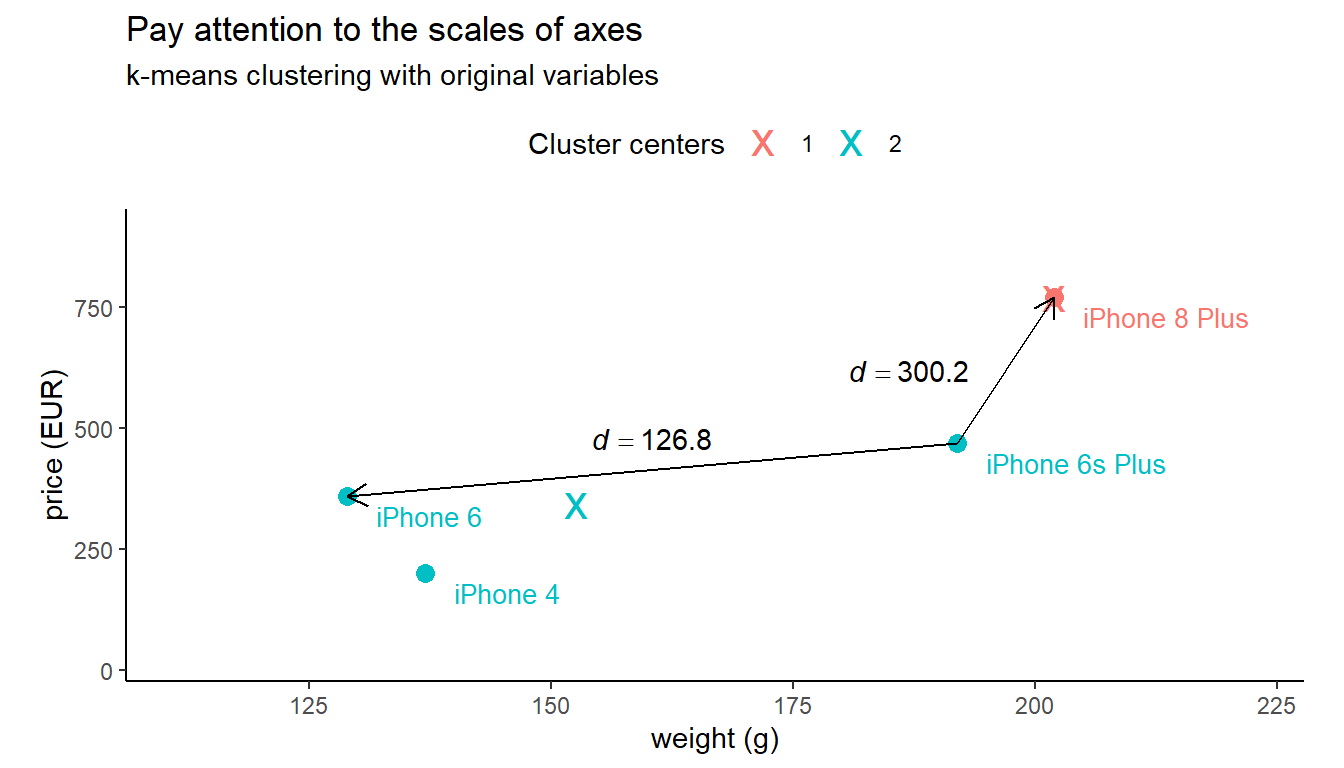 Pay attention to the scales of axes
k-means clustering with original variables
Cluster centers X 1 X 2
750
500
250
0
price (EUR)
iPhone 8 Plus
d = 300.2
d = 126.8
iPhone 6s Plus
iPhone 6
X
iPhone 4
125 150 175 200 225
weight (g)